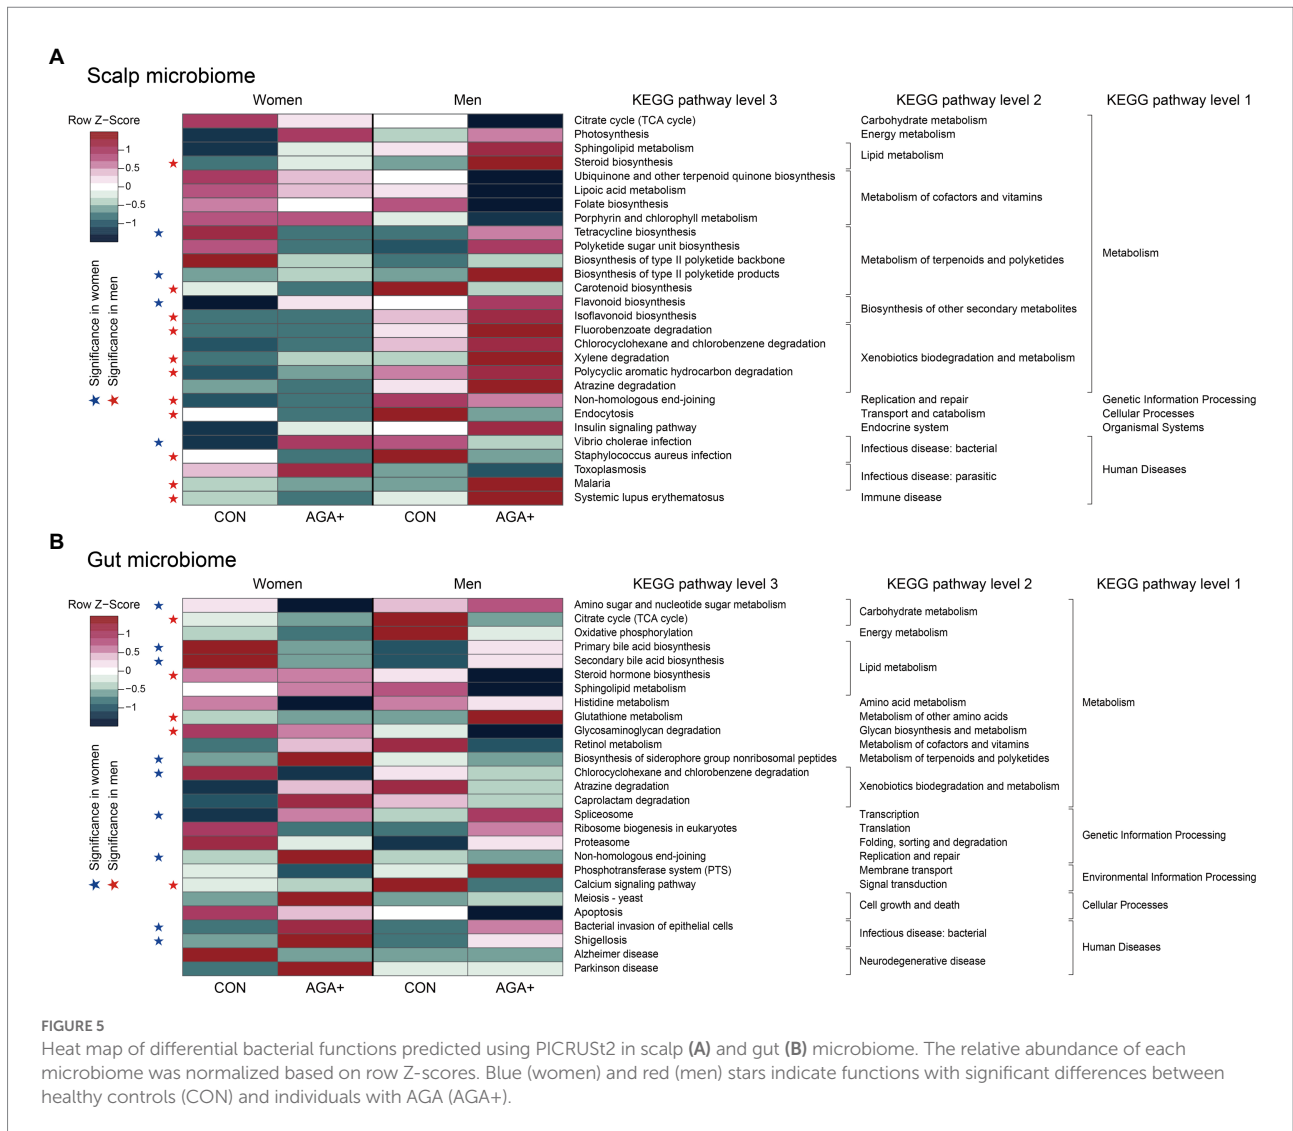 A
Scalp microbiome
Women
Men
KEGG pathway level 3
KEGG pathway level 2
KEGG pathway level 1
Row Z−Score
1
0.5
0
−0.5
−1
Significance in women
Significance in men
Citrate cycle (TCA cycle)
Photosynthesis
Sphingolipid metabolism
Steroid biosynthesis
Ubiquinone and other terpenoid quinone biosynthesis
Lipoic acid metabolism
Folate biosynthesis
Porphyrin and chlorophyll metabolism
Tetracycline biosynthesis
Polyketide sugar unit biosynthesis
Biosynthesis of type II polyketide backbone
Biosynthesis of type II polyketide products
Carotenoid biosynthesis
Flavonoid biosynthesis
Isoflavonoid biosynthesis
Fluorobenzoate degradation
Chlorocyclohexane and chlorobenzene degradation
Xylene degradation
Polycyclic aromatic hydrocarbon degradation
Atrazine degradation
Non-homologous end-joining
Endocytosis
Insulin signaling pathway
Vibrio cholerae infection
Staphylococcus aureus infection
Toxoplasmosis
Malaria
Systemic lupus erythematosus
Carbohydrate metabolism
Energy metabolism
Lipid metabolism
Metabolism of cofactors and vitamins
Metabolism of terpenoids and polyketides
Biosynthesis of other secondary metabolites
Xenobiotics biodegradation and metabolism
Replication and repair
Transport and catabolism
Endocrine system
Infectious disease: bacterial
Infectious disease: parasitic
Immune disease
Metabolism
Genetic Information Processing
Cellular Processes
Organismal Systems
Human Diseases
CON
AGA+
CON
AGA+
B
Gut microbiome
Women
Men
KEGG pathway level 3
KEGG pathway level 2
KEGG pathway level 1
Row Z−Score
1
0.5
0
−0.5
−1
Significance in women
Significance in men
Amino sugar and nucleotide sugar metabolism
Citrate cycle (TCA cycle)
Oxidative phosphorylation
Primary bile acid biosynthesis
Secondary bile acid biosynthesis
Steroid hormone biosynthesis
Sphingolipid metabolism
Histidine metabolism
Glutathione metabolism
Glycosaminoglycan degradation
Retinol metabolism
Biosynthesis of siderophore group nonribosomal peptides
Chlorocyclohexane and chlorobenzene degradation
Atrazine degradation
Caprolactam degradation
Spliceosome
Ribosome biogenesis in eukaryotes
Proteasome
Non-homologous end-joining
Phosphotransferase system (PTS)
Calcium signaling pathway
Meiosis - yeast
Apoptosis
Bacterial invasion of epithelial cells
Shigellosis
Alzheimer disease
Parkinson disease
Carbohydrate metabolism
Energy metabolism
Lipid metabolism
Amino acid metabolism
Metabolism of other amino acids
Glycan biosynthesis and metabolism
Metabolism of cofactors and vitamins
Metabolism of terpenoids and polyketides
Xenobiotics biodegradation and metabolism
Transcription
Translation
Folding, sorting and degradation
Replication and repair
Membrane transport
Signal transduction
Cell growth and death
Infectious disease: bacterial
Neurodegenerative disease
Metabolism
Genetic Information Processing
Environmental Information Processing
Cellular Processes
Human Diseases
CON
AGA+
CON
AGA+
FIGURE 5
Heat map of differential bacterial functions predicted using PICRUSt2 in scalp (A) and gut (B) microbiome. The relative abundance of each
microbiome was normalized based on row Z-scores. Blue (women) and red (men) stars indicate functions with significant differences between
healthy controls (CON) and individuals with AGA (AGA+).